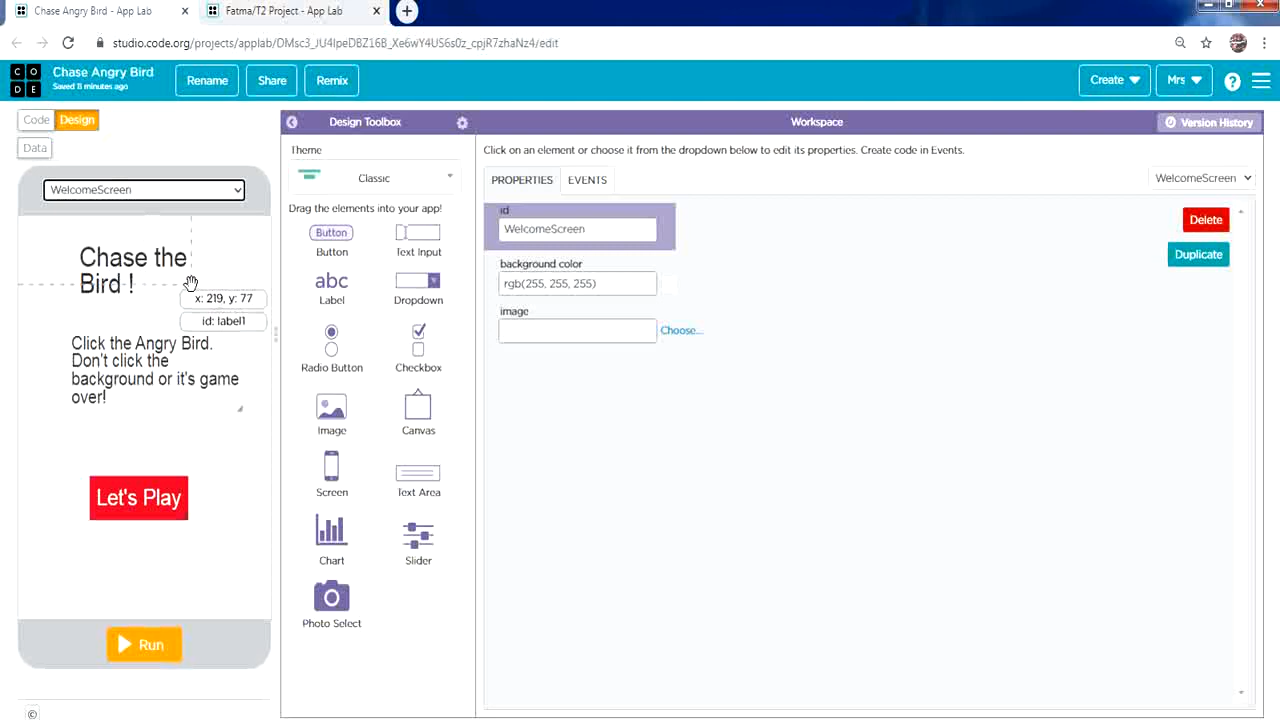 Chase Angry Bird - App Lab
Fatma/T2 Project - App Lab
studio.code.org/projects/applab/DMsc3_JU4IpeDBZ16B_Xe6wY4US6s0z_cpjR7zhaNz4/edit
CO
DE
Chase Angry Bird
Saved 11 minutes ago
Rename
Share
Remix
Create
Mrs
?
Code
Design
Data
Design Toolbox
Workspace
Version History
WelcomeScreen
Theme
Classic
Drag the elements into your app!
Click on an element or choose it from the dropdown below to edit its properties. Create code in Events.
PROPERTIES
EVENTS
WelcomeScreen
id
WelcomeScreen
Delete
background color
rgb(255, 255, 255)
Duplicate
image
Choose...
Chase the
Bird !
x: 219, y: 77
id: label1
Click the Angry Bird.
Don't click the
background or it's game
over!
Let's Play
Run
Button
Button
Text Input
abc
Label
Dropdown
Radio Button
Checkbox
Image
Canvas
Screen
Text Area
Chart
Slider
Photo Select
©